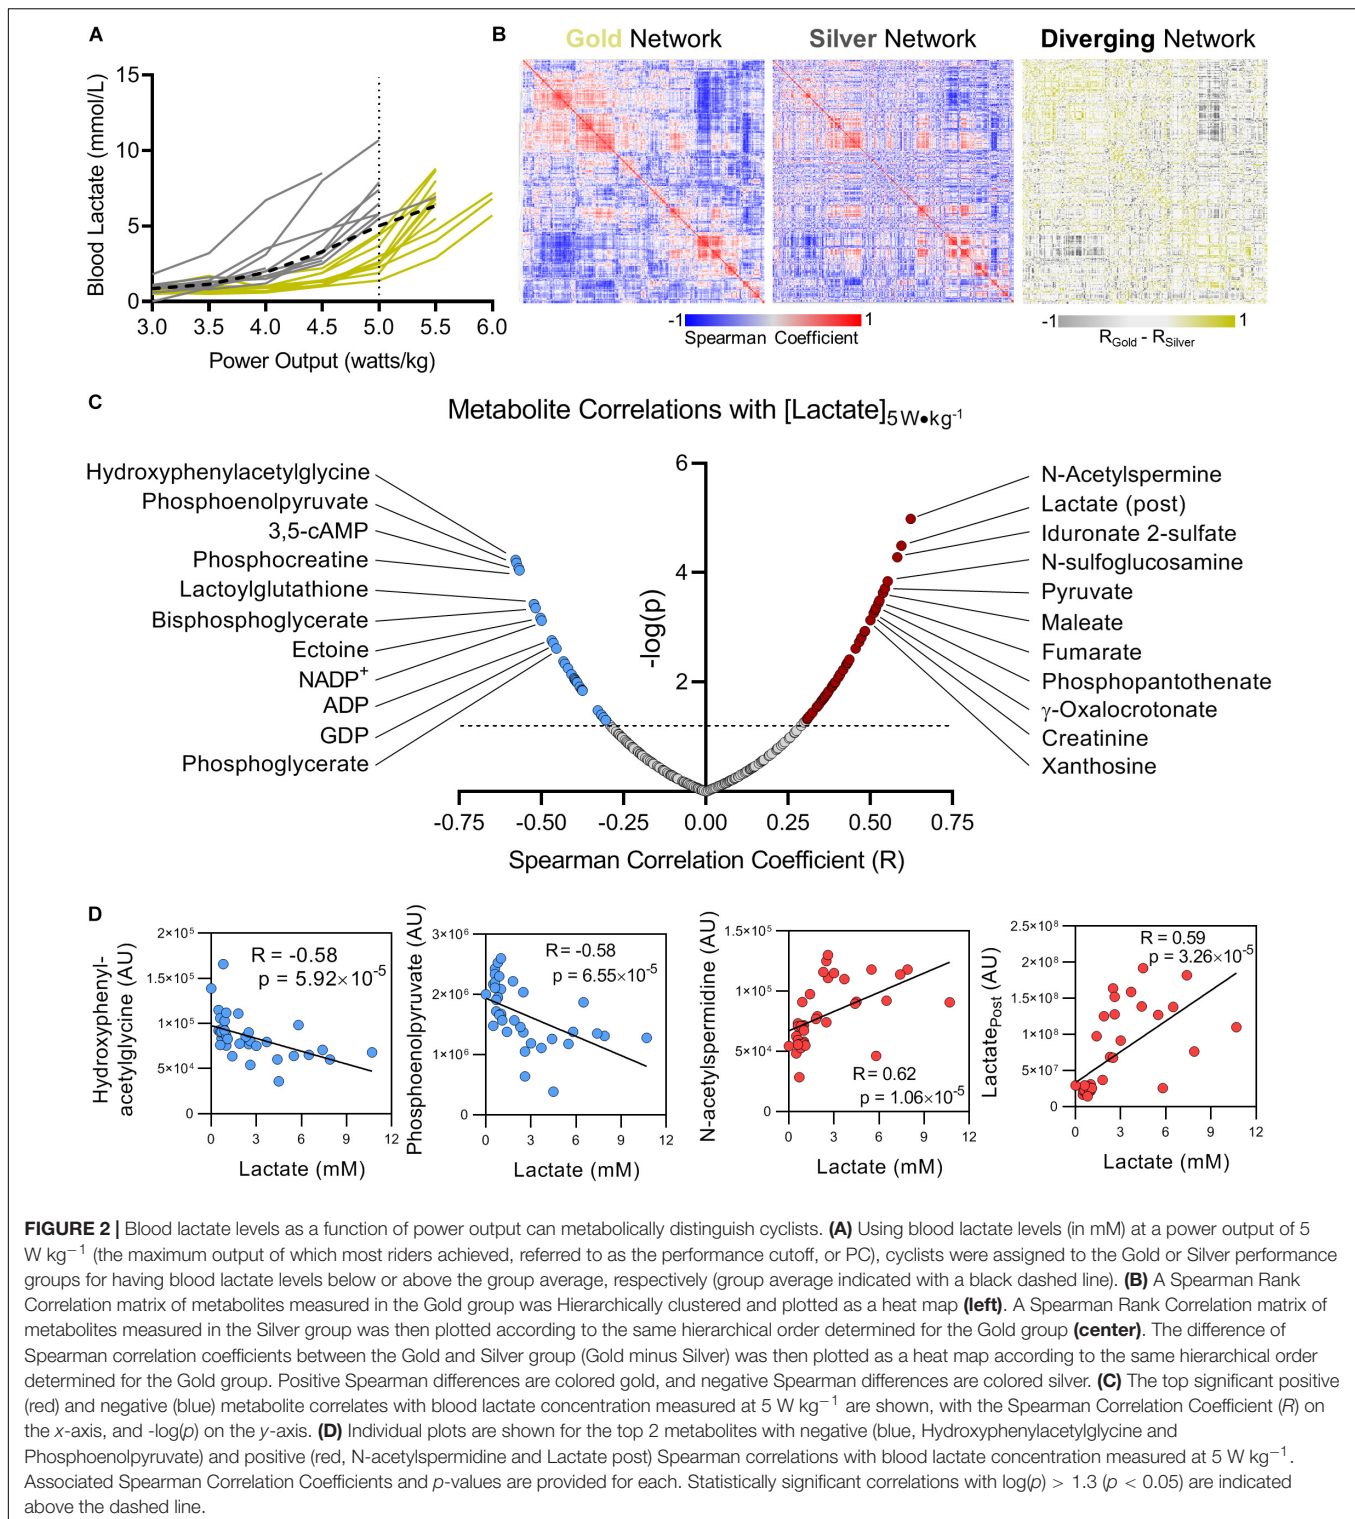 A
Blood Lactate (mmol/L)
15
10
5
0
3.0 3.5 4.0 4.5 5.0 5.5 6.0
Power Output (watts/kg)
B
Gold Network
Silver Network
Diverging Network
-1 1
Spearman Coefficient
-1 1
R_Gold - R_Silver
C
Metabolite Correlations with [Lactate]5 W•kg⁻¹
Hydroxyphenylacetylglycine
Phosphoenolpyruvate
3,5-cAMP
Phosphocreatine
Lactoylglutathione
Bisphosphoglycerate
Ectoine
NADP⁺
ADP
GDP
Phosphoglycerate
-log(p)
6
4
2
N-Acetylspermine
Lactate (post)
Iduronate 2-sulfate
N-sulfoglucosamine
Pyruvate
Maleate
Fumarate
Phosphopantothenate
γ-Oxalocrotonate
Creatinine
Xanthosine
-0.75 -0.50 -0.25 0.00 0.25 0.50 0.75
Spearman Correlation Coefficient (R)
D
Hydroxyphenyl-
acetylglycine (AU)
2×10⁵
1×10⁵
1×10⁵
5×10⁴
0
R = -0.58
p = 5.92×10⁻⁵
0 3 6 9 12
Lactate (mM)
Phosphoenolpyruvate (AU)
3×10⁶
2×10⁶
1×10⁶
0
R = -0.58
p = 6.55×10⁻⁵
0 3 6 9 12
Lactate (mM)
N-acetylspermidine (AU)
1.5×10⁵
1.0×10⁵
5.0×10⁴
0
R = 0.62
p = 1.06×10⁻⁵
0 3 6 9 12
Lactate (mM)
Lactate_Post (AU)
2.5×10⁸
2.0×10⁸
1.5×10⁸
1.0×10⁸
5.0×10⁷
0
R = 0.59
p = 3.26×10⁻⁵
0 3 6 9 12
Lactate (mM)
FIGURE 2 | Blood lactate levels as a function of power output can metabolically distinguish cyclists. (A) Using blood lactate levels (in mM) at a power output of 5
W kg⁻¹ (the maximum output of which most riders achieved, referred to as the performance cutoff, or PC), cyclists were assigned to the Gold or Silver performance
groups for having blood lactate levels below or above the group average, respectively (group average indicated with a black dashed line). (B) A Spearman Rank
Correlation matrix of metabolites measured in the Gold group was Hierarchically clustered and plotted as a heat map (left). A Spearman Rank Correlation matrix of
metabolites measured in the Silver group was then plotted according to the same hierarchical order determined for the Gold group (center). The difference of
Spearman correlation coefficients between the Gold and Silver group (Gold minus Silver) was then plotted as a heat map according to the same hierarchical order
determined for the Gold group. Positive Spearman differences are colored gold, and negative Spearman differences are colored silver. (C) The top significant positive
(red) and negative (blue) metabolite correlates with blood lactate concentration measured at 5 W kg⁻¹ are shown, with the Spearman Correlation Coefficient (R) on
the x-axis, and -log(p) on the y-axis. (D) Individual plots are shown for the top 2 metabolites with negative (blue, Hydroxyphenylacetylglycine and
Phosphoenolpyruvate) and positive (red, N-acetylspermidine and Lactate post) Spearman correlations with blood lactate concentration measured at 5 W kg⁻¹.
Associated Spearman Correlation Coefficients and p-values are provided for each. Statistically significant correlations with log(p) > 1.3 (p < 0.05) are indicated
above the dashed line.